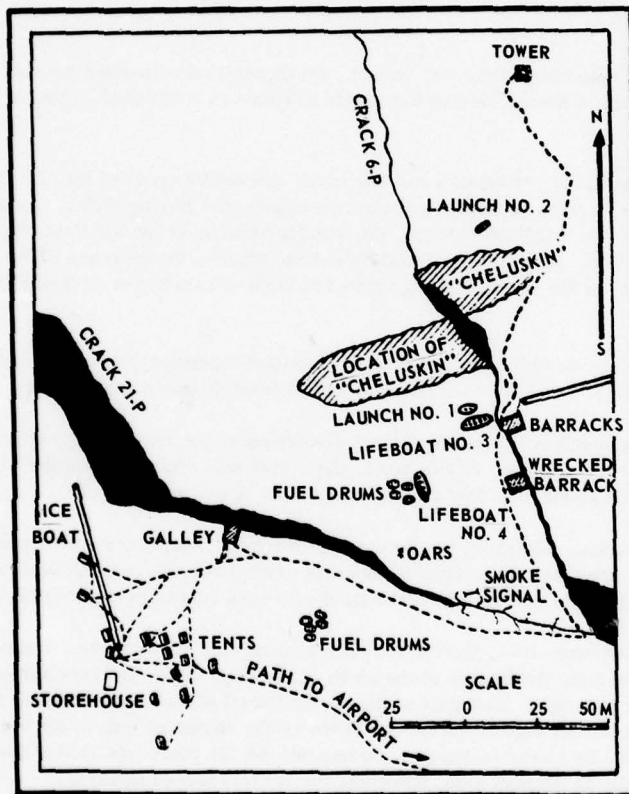 TOWER
CRACK 6-P
N
LAUNCH NO. 2
"CHELUSKIN"
S
CRACK 21-P
LOCATION OF
"CHELUSKIN"
LAUNCH NO. 1
BARRACKS
LIFEBOAT NO. 3
WRECKED
BARRACK
FUEL DRUMS
LIFEBOAT
NO. 4
ICE
BOAT
GALLEY
OARS
SMOKE
SIGNAL
TENTS
FUEL DRUMS
STOREHOUSE
PATH TO AIRPORT
SCALE
25 0 25 50 M